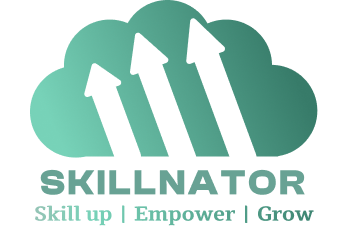 SKILLNATOR
Skill up | Empower | Grow